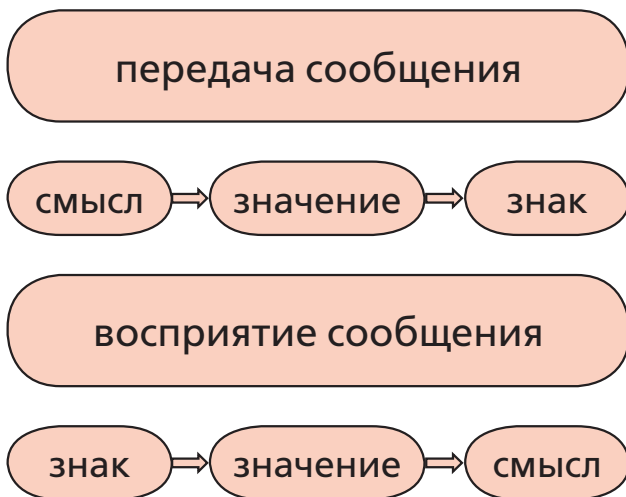 передача сообщения
смысл значение знак
восприятие сообщения
знак значение смысл